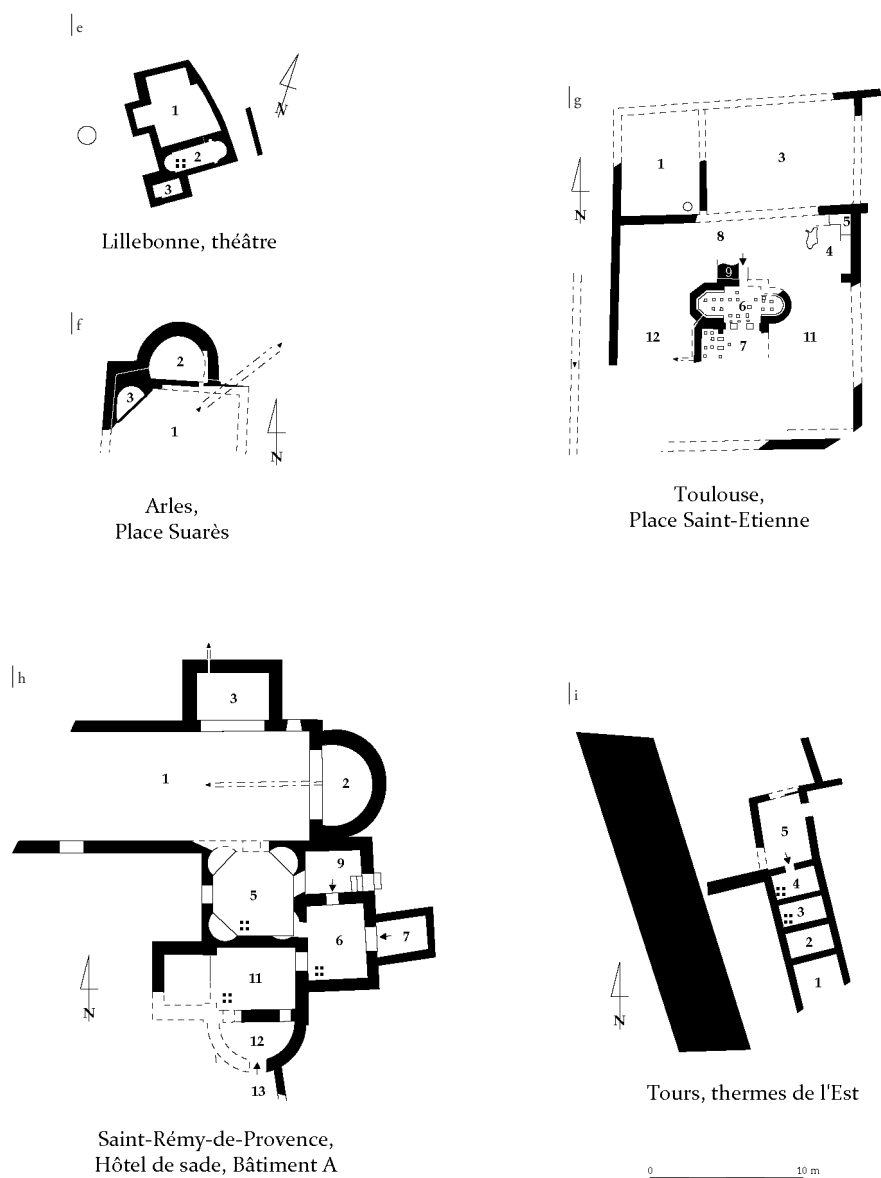 e
N
1
2
3
Lillebonne, théâtre
f
2
3
1
N
Arles,
Place Suarès
g
1
3
N
8
5
4
9
6
12
7
11
Toulouse,
Place Saint-Etienne
h
3
1
2
9
5
6
7
11
N
12
13
Saint-Rémy-de-Provence,
Hôtel de sade, Bâtiment A
i
5
4
3
2
1
N
Tours, thermes de l'Est
0 10 m